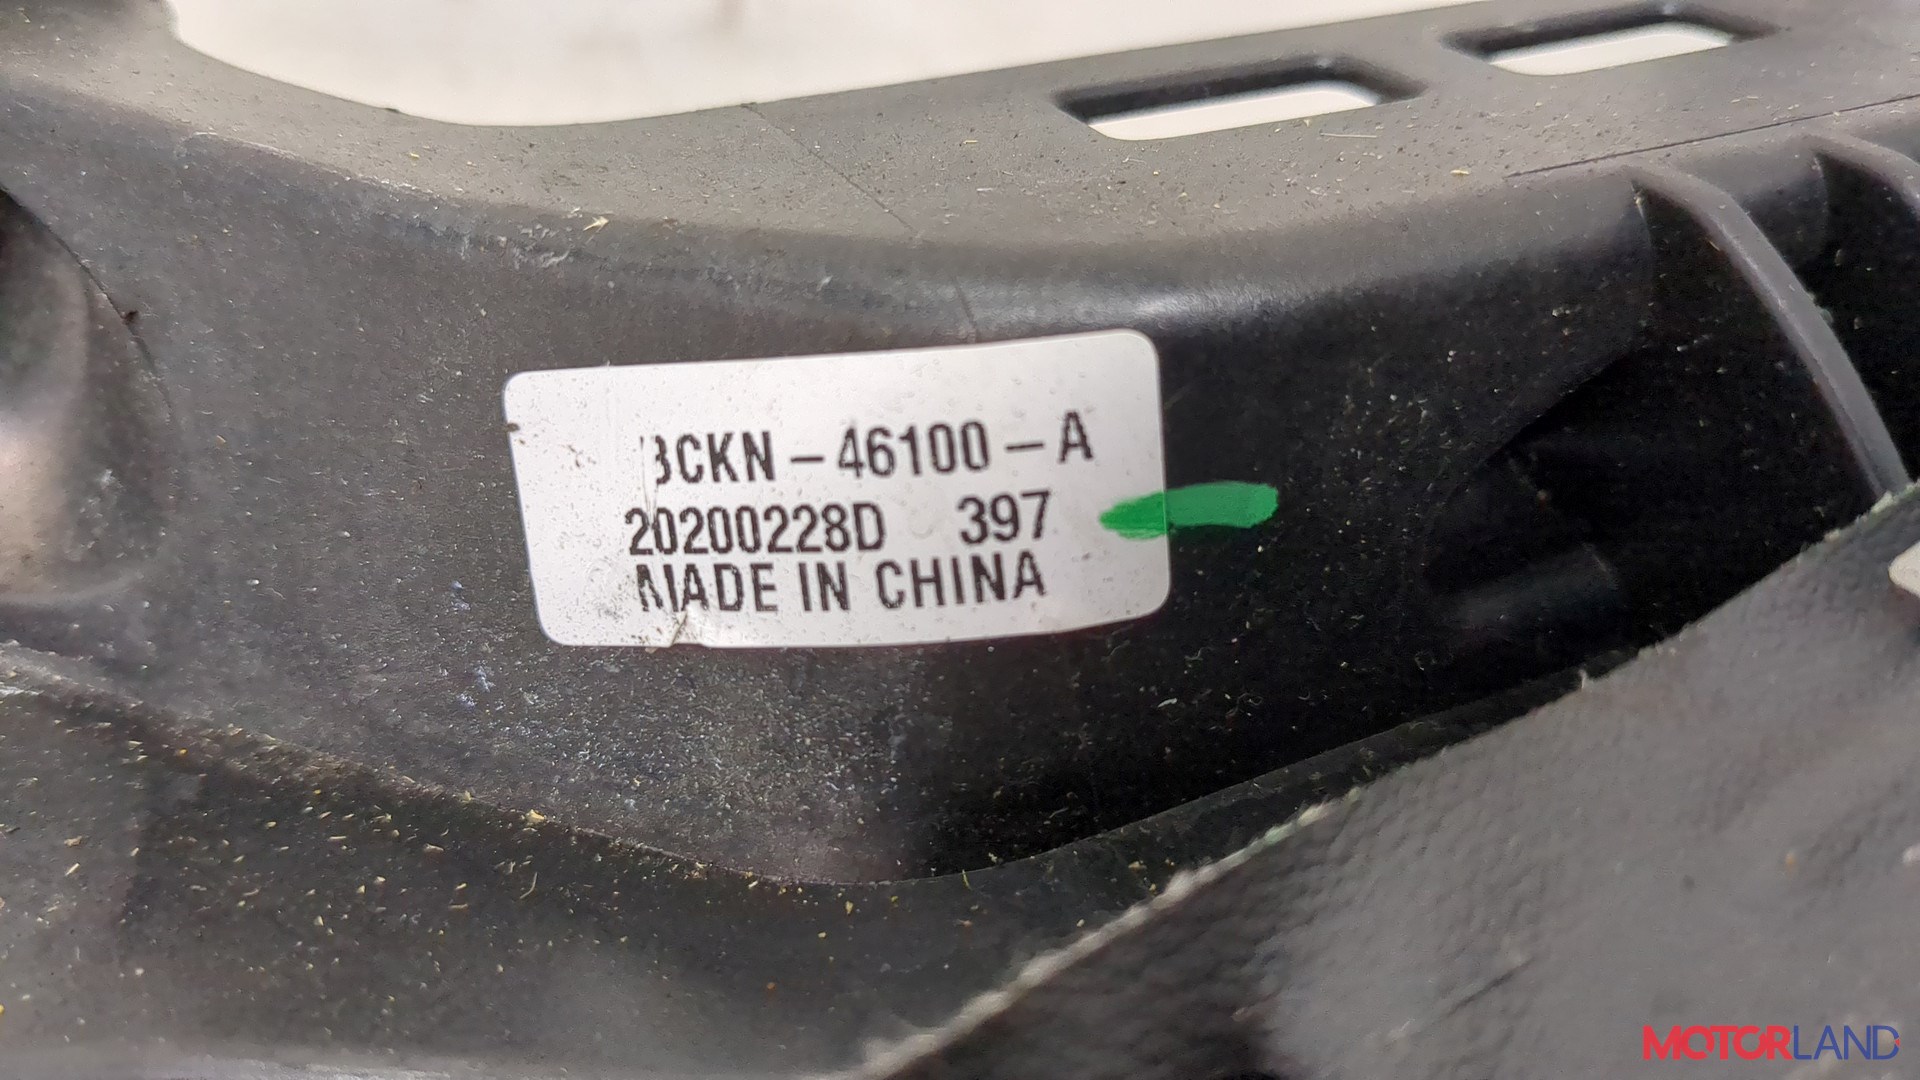 BCKN-46100-A
20200228D 397
MADE IN CHINA
MOTORLAND